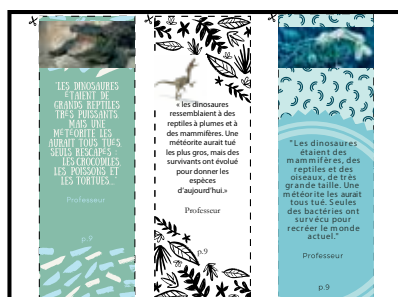 "LES DINOSAURES
ÉTAIENT DE
GRANDS REPTILES
TRÈS PUISSANTS
MAIS UNE
MÉTÉORITE LES
AURAIT TOUS TUÉS
SEULS RESCAPÉS :
LES CROCODILES,
LES POISSONS ET
LES TORTUES..."
Professeur
p.9
« les dinosaures
ressemblaient à des
reptiles à plumes et à
des mammifères. Une
météorite aurait tué
les plus gros, mais des
survivants ont évolué
pour donner les
espèces
d'aujourd'hui.»
Professeur
p.9
"Les dinosaures
étaient des
mammifères, des
reptiles et des
oiseaux, de très
grande taille. Une
météorite les aurait
tous tué. Seules
des bactéries ont
survécu pour
recréer le monde
actuel."
Professeur
p.9